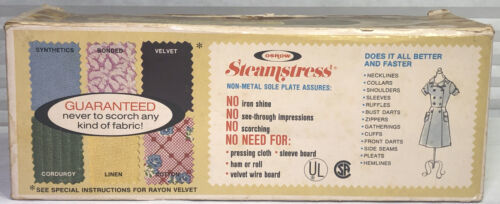 SYNTHETICS BONDED VELVET *
GUARANTEED
never to scorch any
kind of fabric!
CORDUROY LINEN COTTON
*SEE SPECIAL INSTRUCTIONS FOR RAYON VELVET
OSROW
Steamstress®
NON-METAL SOLE PLATE ASSURES:
NO iron shine
NO see-through impressions
NO scorching
NO NEED FOR:
• pressing cloth • sleeve board
• ham or roll
• velvet wire board
UL
SA
DOES IT ALL BETTER
AND FASTER
• NECKLINES
• COLLARS
• SHOULDERS
• SLEEVES
• RUFFLES
• BUST DARTS
• ZIPPERS
• GATHERINGS
• CUFFS
• FRONT DARTS
• SIDE SEAMS
• PLEATS
• HEMLINES